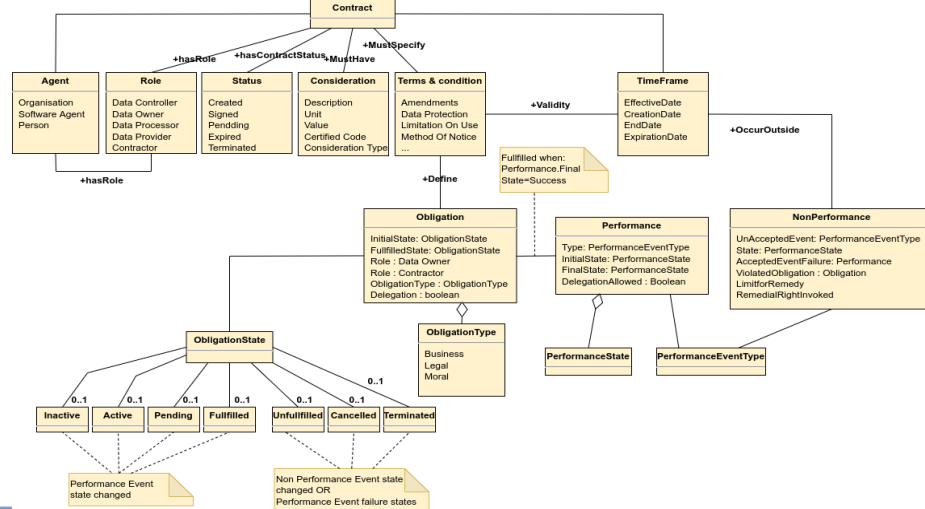 Contract
+MustSpecify
+hasRole
+hasContractStatus
+MustHave
Agent
Organisation
Software Agent
Person
Role
Data Controller
Data Owner
Data Processor
Data Provider
Contractor
Status
Created
Signed
Pendding
Expired
Terminated
Consideration
Description
Unit
Value
Certified Code
Consideration Type
Terms & condition
Amendments
Data Protection
Limitation On Use
Method Of Notice
...
TimeFrame
EffectiveDate
CreationDate
EndDate
ExpirationDate
+Validity
+OccurOutside
+hasRole
+Define
Fullfilled when:
Performance.Final
State=Success
Obligation
InitialState: ObligationState
FullfilledState: ObligationState
Role : Data Owner
Role : Contractor
ObligationType : ObligationType
Delegation : boolean
Performance
Type: PerformanceEventType
InitialState: PerformanceState
FinalState: PerformanceState
DelegationAllowed : Boolean
NonPerformance
UnAcceptedEvent: PerformanceEventType
State: PerformanceState
AcceptedEventFailure: Performance
ViolatedObligation : Obligation
LimitforRemedy
RemedialRightInvoked
ObligationState
ObligationType
Business
Legal
Moral
PerformanceState
PerformanceEventType
0..1
0..1
0..1
0..1
0..1
0..1
0..1
Inactive
Active
Pending
Fullfilled
Unfullfilled
Cancelled
Terminated
Performance Event
state changed
Non Performance Event state
changed OR
Performance Event failure states